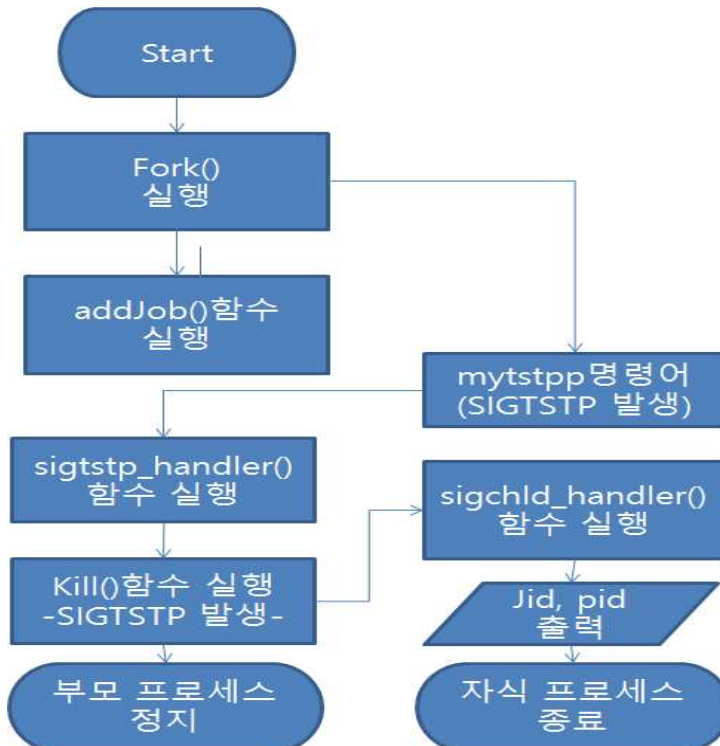 Start
Fork()
실행
addJob()함수
실행
mytstpp명령어
(SIGTSTP 발생)
sigtstp_handler()
함수 실행
sigchld_handler()
함수 실행
Kill()함수 실행
-SIGTSTP 발생-
Jid, pid
출력
부모 프로세스
정지
자식 프로세스
종료